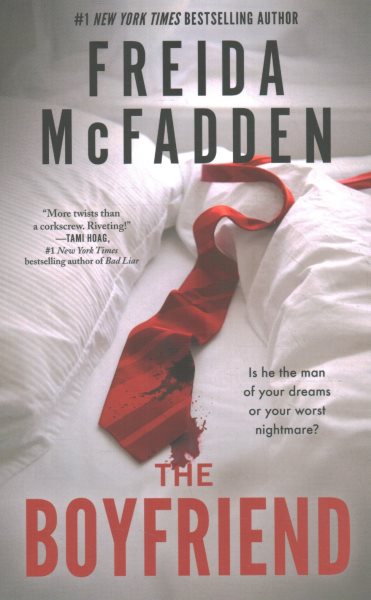 #1 NEW YORK TIMES BESTSELLING AUTHOR
FREIDA
McFADDEN
“More twists than
a corkscrew. Riveting!”
—TAMI HOAG,
#1 New York Times
bestselling author of Bad Liar
Is he the man
of your dreams
or your worst
nightmare?
THE
BOYFRIEND